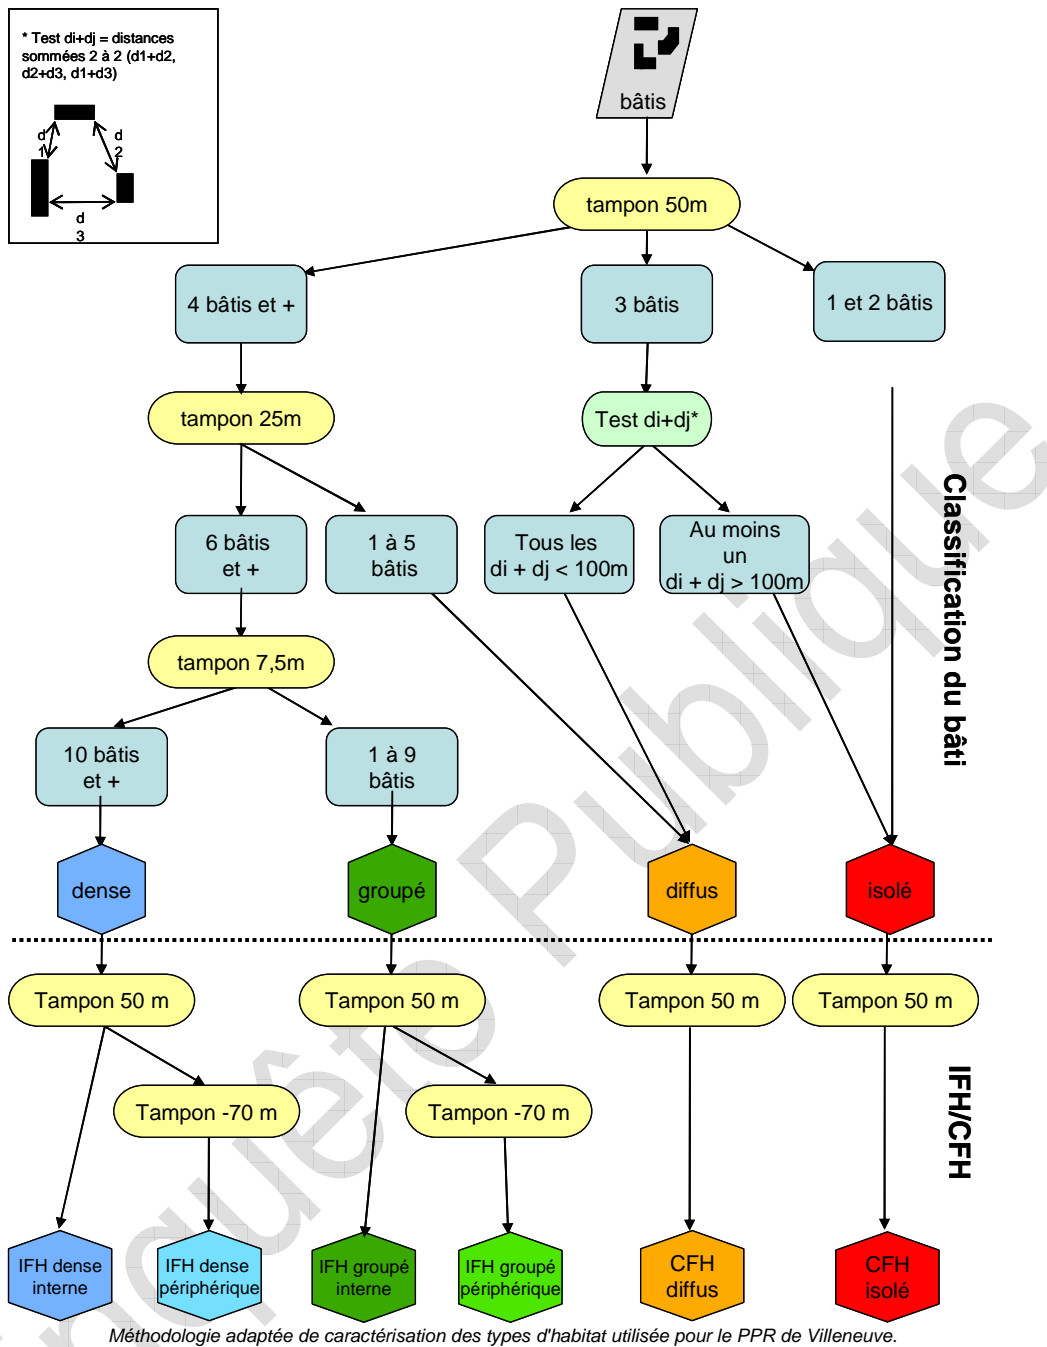 * Test di+dj = distances
sommées 2 à 2 (d1+d2,
d2+d3, d1+d3)
d
1
d
2
d
3
bâtis
tampon 50m
4 bâtis et +
3 bâtis
1 et 2 bâtis
tampon 25m
Test di+dj*
6 bâtis
et +
1 à 5
bâtis
Tous les
di + dj < 100m
Au moins
un
di + dj > 100m
tampon 7,5m
10 bâtis
et +
1 à 9
bâtis
Classification du bâti
dense
groupé
diffus
isolé
Tampon 50 m
Tampon 50 m
Tampon 50 m
Tampon 50 m
Tampon -70 m
Tampon -70 m
IFH/CFH
IFH dense
interne
IFH dense
périphérique
IFH groupé
interne
IFH groupé
périphérique
CFH
diffus
CFH
isolé
Méthodologie adaptée de caractérisation des types d'habitat utilisée pour le PPR de Villeneuve.
nquête Publique